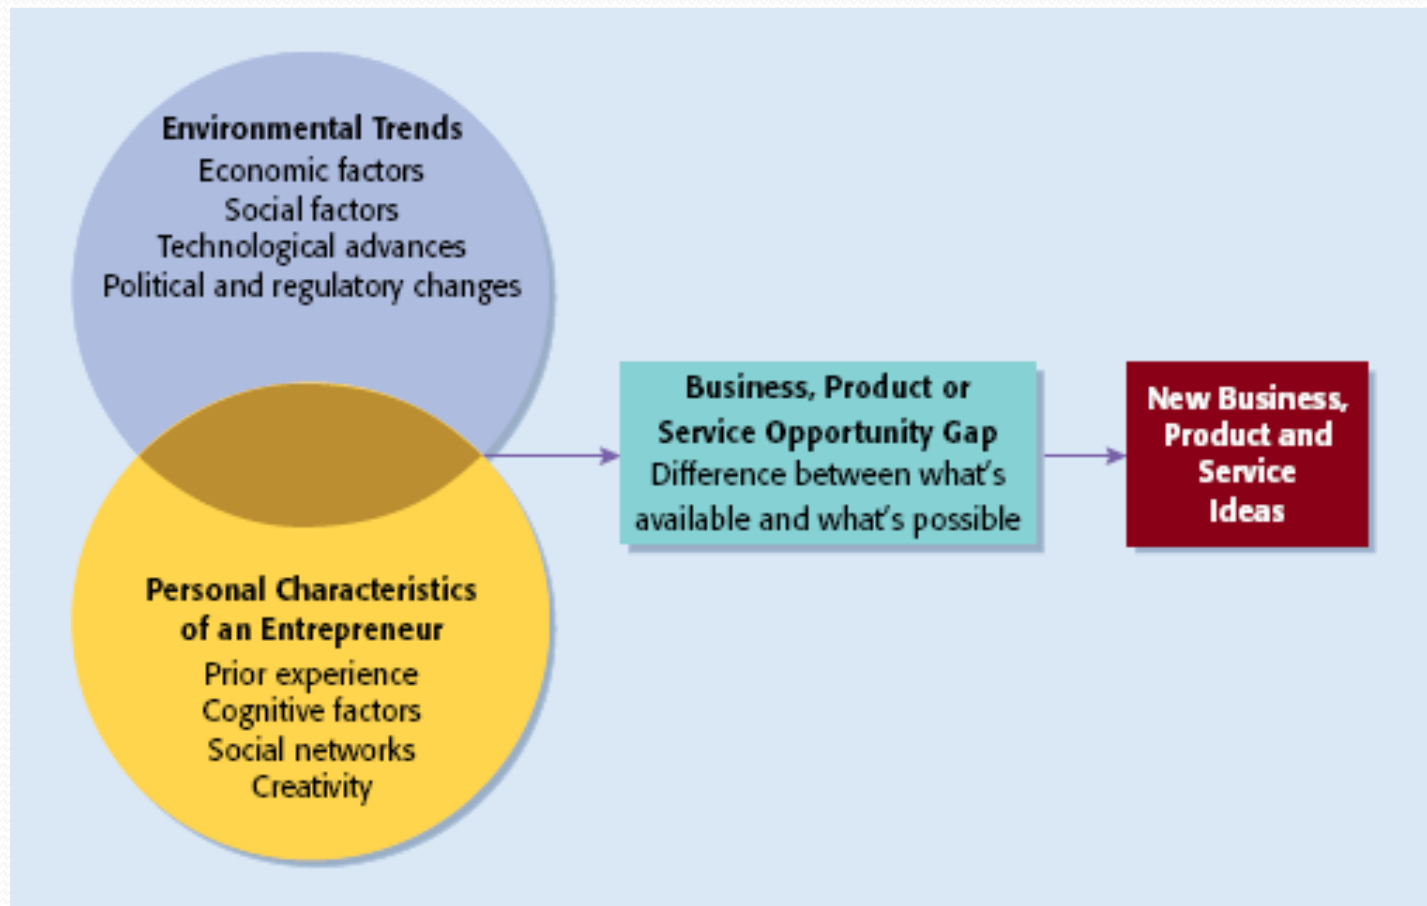 Environmental Trends
Economic factors
Social factors
Technological advances
Political and regulatory changes
Personal Characteristics
of an Entrepreneur
Prior experience
Cognitive factors
Social networks
Creativity
Business, Product or
Service Opportunity Gap
Difference between what's
available and what's possible
New Business,
Product and
Service
Ideas